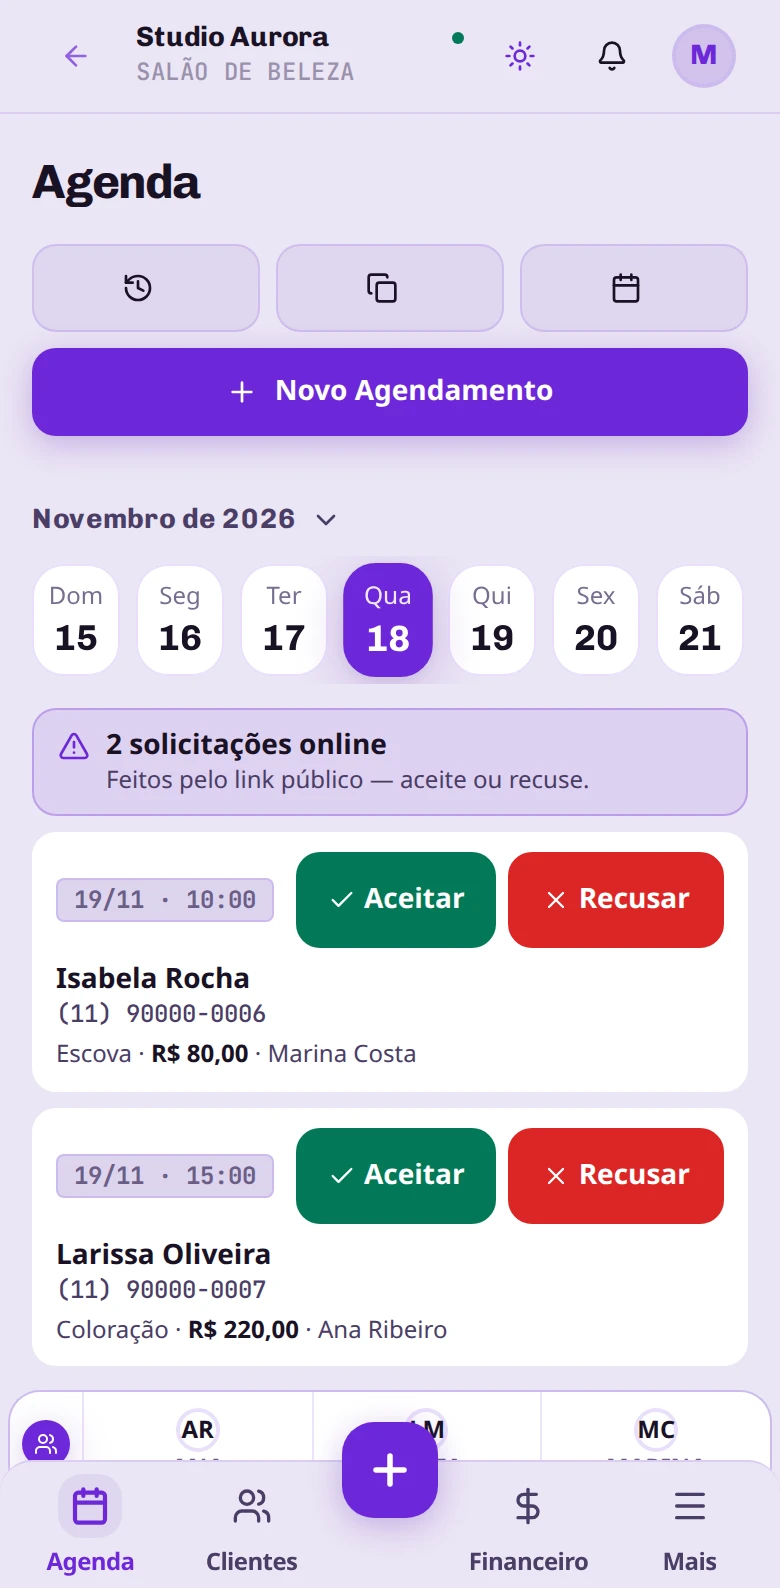 Studio Aurora
SALÃO DE BELEZA
M
Agenda
Novo Agendamento
Novembro de 2026
Dom Seg Ter Qua Qui Sex Sáb
15 16 17 18 19 20 21
2 solicitações online
Feitos pelo link público — aceite ou recuse.
19/11 · 10:00 Aceitar Recusar
Isabela Rocha
(11) 90000-0006
Escova · R$ 80,00 · Marina Costa
19/11 · 15:00 Aceitar Recusar
Larissa Oliveira
(11) 90000-0007
Coloração · R$ 220,00 · Ana Ribeiro
AR MC
Agenda Clientes Financeiro Mais